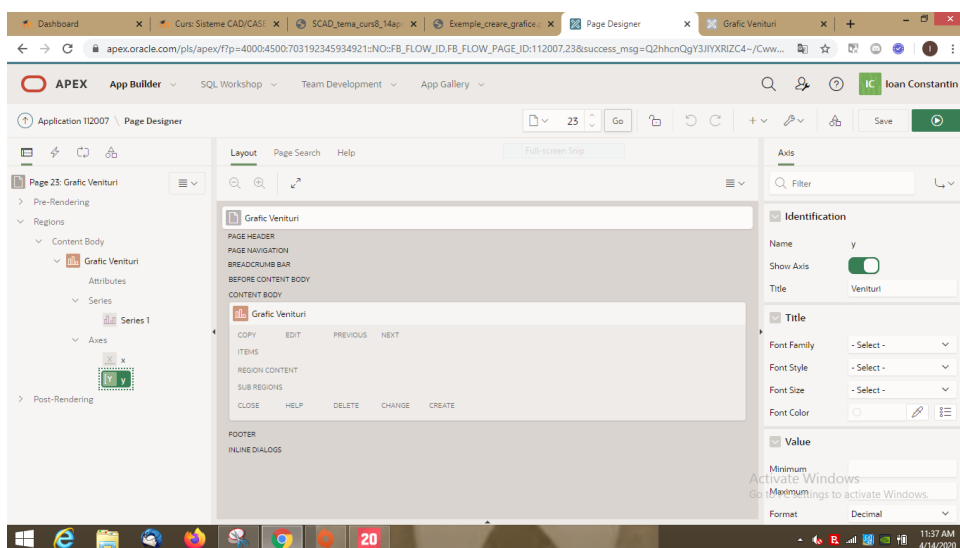 Dashboard Curs: Sisteme CAD/CASE SCAD_tema_curs8_14apr Exemple_creare_grafice.p Page Designer Grafic Venituri
apex.oracle.com/pls/apex/f?p=4000:4500:703192345934921::NO::FB_FLOW_ID,FB_FLOW_PAGE_ID:112007,23&success_msg=Q2hhcnQgY3JIYXRIZC4~/Cww...
APEX App Builder SQL Workshop Team Development App Gallery IC Ioan Constantin
Application 112007 \ Page Designer 23 Go Save
Layout Page Search Help Full-screen Snip Axis
Page 23: Grafic Venituri Filter
Pre-Rendering
Regions
Content Body
Grafic Venituri
Attributes
Series
Series 1
Axes
X x
Y y
Post-Rendering
Grafic Venituri
PAGE HEADER
PAGE NAVIGATION
BREADCRUMB BAR
BEFORE CONTENT BODY
CONTENT BODY
Grafic Venituri
COPY EDIT PREVIOUS NEXT
ITEMS
REGION CONTENT
SUB REGIONS
CLOSE HELP DELETE CHANGE CREATE
FOOTER
INLINE DIALOGS
Identification
Name y
Show Axis
Title Venituri
Title
Font Family - Select -
Font Style - Select -
Font Size - Select -
Font Color
Value
Minimum
Maximum
Format Decimal
Activate Windows
Go to PC settings to activate Windows.
20
11:37 AM
4/14/2020